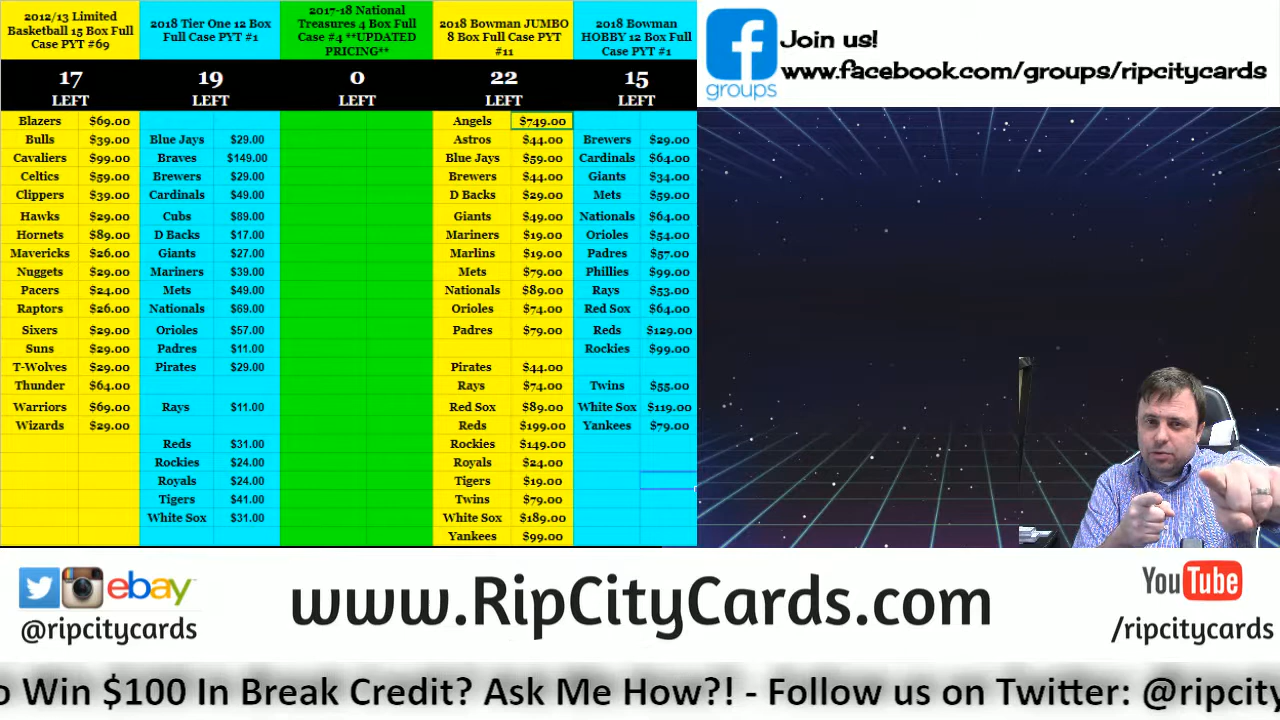 2012/13 Limited
Basketball 15 Box Full
Case PYT #69
17
LEFT
Blazers $69.00
Bulls $39.00
Cavaliers $99.00
Celtics $59.00
Clippers $39.00
Hawks $29.00
Hornets $89.00
Mavericks $26.00
Nuggets $29.00
Pacers $24.00
Raptors $26.00
Sixers $29.00
Suns $29.00
T-Wolves $29.00
Thunder $64.00
Warriors $69.00
Wizards $29.00
2018 Tier One 12 Box
Full Case PYT #1
19
LEFT
Blue Jays $29.00
Braves $149.00
Brewers $29.00
Cardinals $49.00
Cubs $89.00
D Backs $17.00
Giants $27.00
Mariners $39.00
Mets $49.00
Nationals $69.00
Orioles $57.00
Padres $11.00
Pirates $29.00
Rays $11.00
Reds $31.00
Rockies $24.00
Royals $24.00
Tigers $41.00
White Sox $31.00
2017-18 National
Treasures 4 Box Full
Case #4 **UPDATED
PRICING**
0
LEFT
2018 Bowman JUMBO
8 Box Full Case PYT
#11
22
LEFT
Angels $749.00
Astros $44.00
Blue Jays $59.00
Brewers $44.00
D Backs $29.00
Giants $49.00
Mariners $19.00
Marlins $19.00
Mets $79.00
Nationals $89.00
Orioles $74.00
Padres $79.00
Pirates $44.00
Rays $74.00
Red Sox $89.00
Reds $199.00
Rockies $149.00
Royals $24.00
Tigers $19.00
Twins $79.00
White Sox $189.00
Yankees $99.00
2018 Bowman
HOBBY 12 Box Full
Case PYT #1
15
LEFT
Brewers $29.00
Cardinals $64.00
Giants $34.00
Mets $59.00
Nationals $64.00
Orioles $54.00
Padres $57.00
Phillies $99.00
Rays $53.00
Red Sox $64.00
Reds $129.00
Rockies $99.00
Twins $55.00
White Sox $119.00
Yankees $79.00
f
groups
Join us!
www.facebook.com/groups/ripcitycards
ebay
@ripcitycards
www.RipCityCards.com
YouTube
/ripcitycards
o Win $100 In Break Credit? Ask Me How?! - Follow us on Twitter: @ripcity